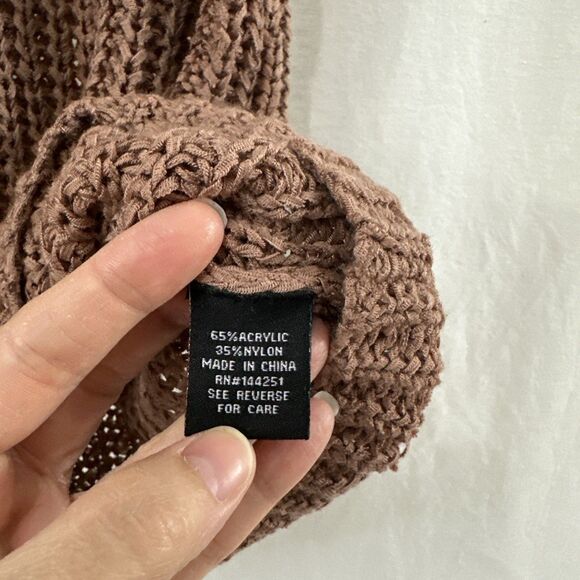 65%ACRYLIC
35%NYLON
MADE IN CHINA
RN#144251
SEE REVERSE
FOR CARE